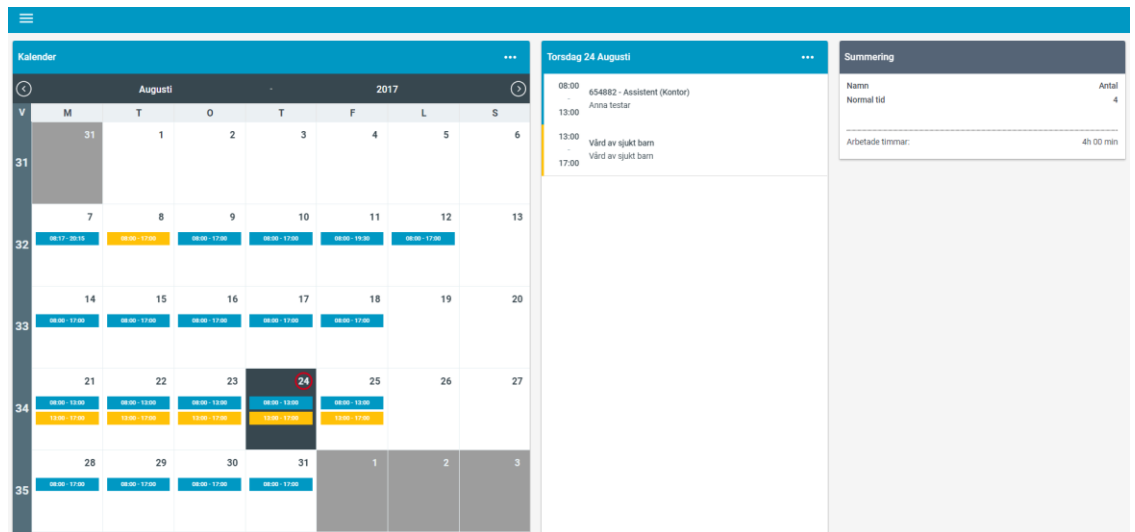 Kalender
Augusti - 2017
V M T O T F L S
31 31 1 2 3 4 5 6
7 8 9 10 11 12 13
32 08:17 - 20:15 08:00 - 17:00 08:00 - 17:00 08:00 - 17:00 08:00 - 19:30 08:00 - 17:00
14 15 16 17 18 19 20
33 08:00 - 17:00 08:00 - 17:00 08:00 - 17:00 08:00 - 17:00 08:00 - 17:00
21 22 23 24 25 26 27
34 08:00 - 13:00 08:00 - 13:00 08:00 - 13:00 08:00 - 13:00 08:00 - 13:00
13:00 - 17:00 13:00 - 17:00 13:00 - 17:00 13:00 - 17:00 13:00 - 17:00
28 29 30 31 1 2 3
35 08:00 - 17:00 08:00 - 17:00 08:00 - 17:00 08:00 - 17:00
Torsdag 24 Augusti
08:00 - 13:00
654882 - Assistent (Kontor)
Anna testar
13:00 - 17:00
Vård av sjukt barn
Vård av sjukt barn
Summering
Namn Antal
Normal tid 4
Arbetade timmar: 4h 00 min